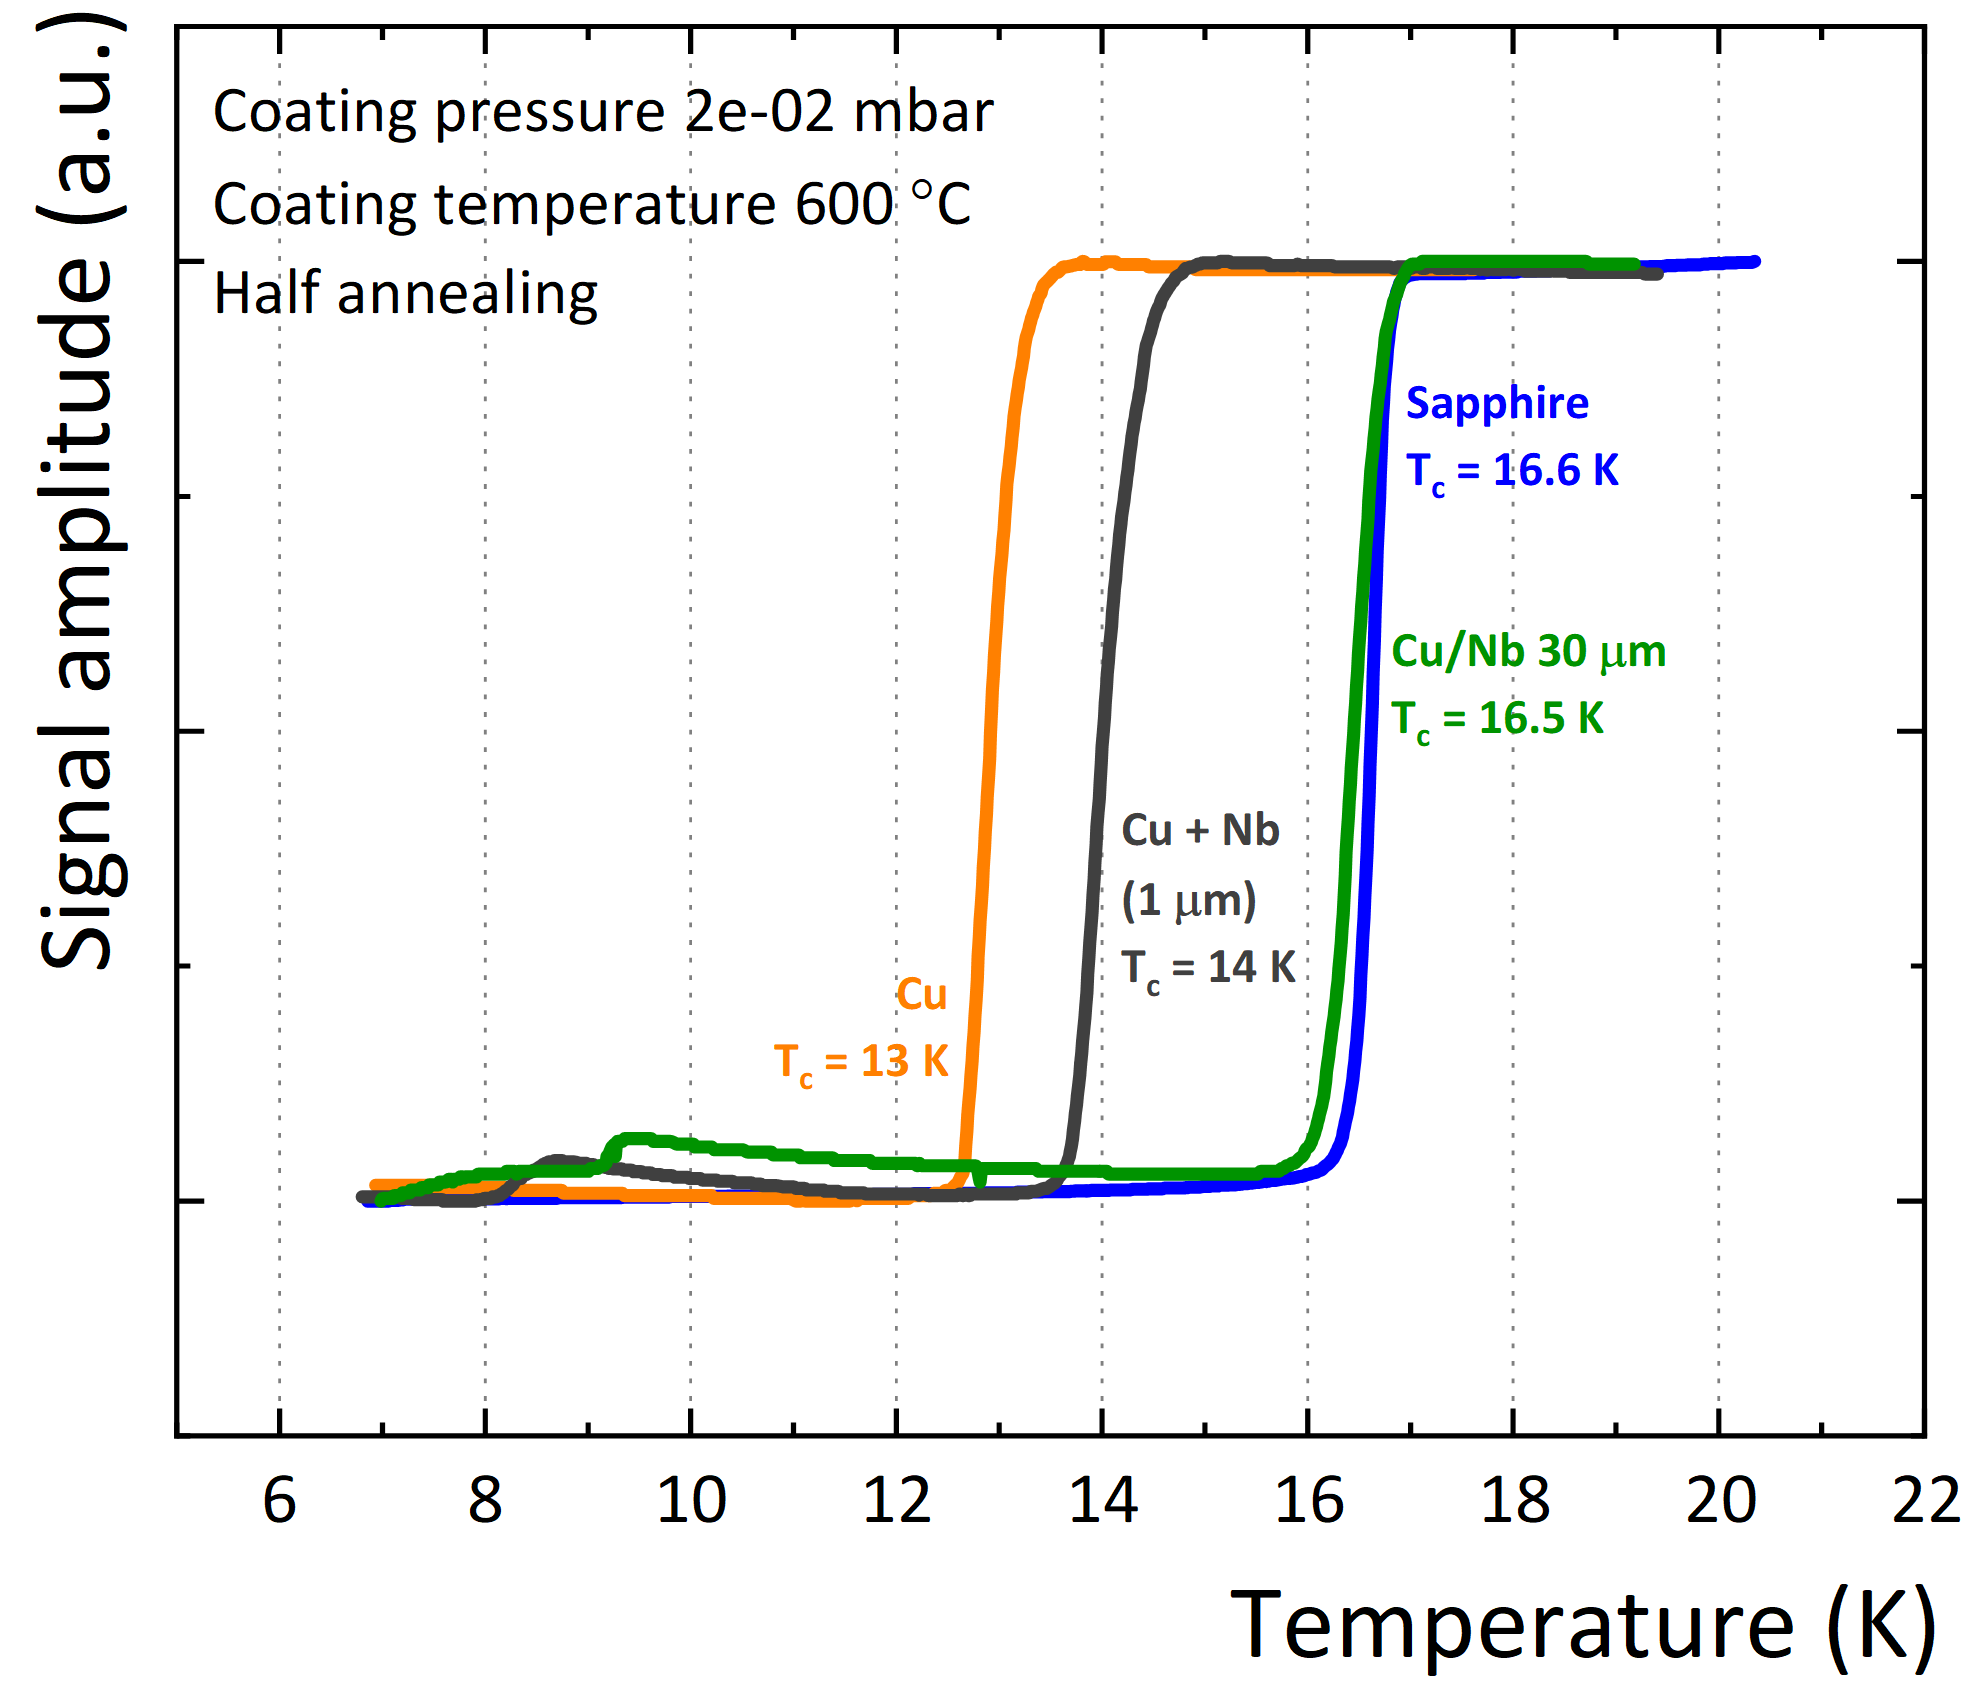 Signal amplitude (a.u.)
Coating pressure 2e-02 mbar
Coating temperature 600 °C
Half annealing
Sapphire
Tc = 16.6 K
Cu/Nb 30 μm
Tc = 16.5 K
Cu + Nb
(1 μm)
Tc = 14 K
Cu
Tc = 13 K
6 8 10 12 14 16 18 20 22
Temperature (K)